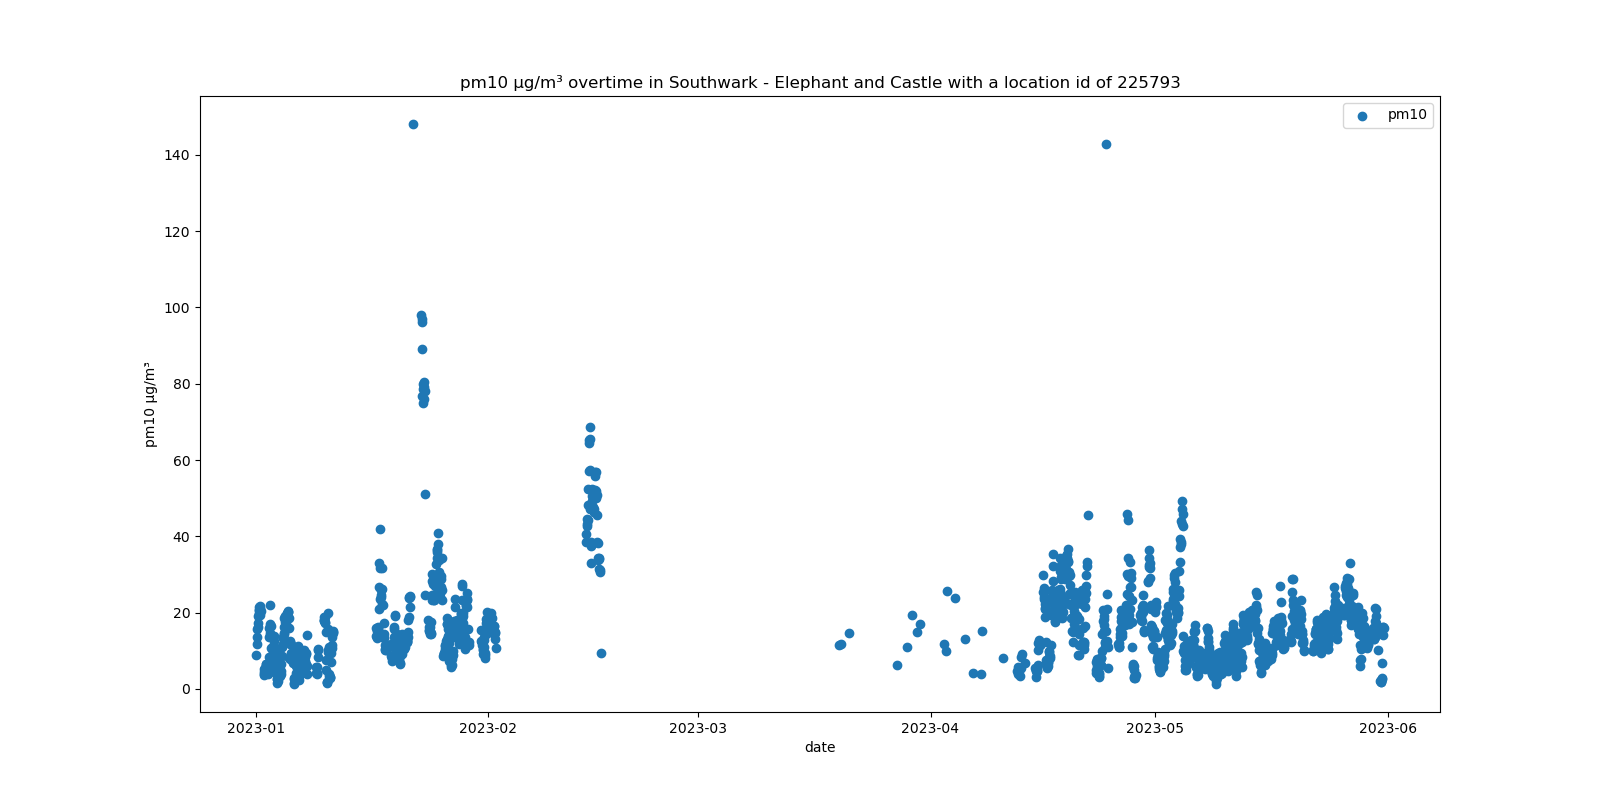 pm10 µg/m³ overtime in Southwark - Elephant and Castle with a location id of 225793
pm10
140
120
100
80
60
40
20
0
pm10 µg/m³
2023-01 2023-02 2023-03 2023-04 2023-05 2023-06
date